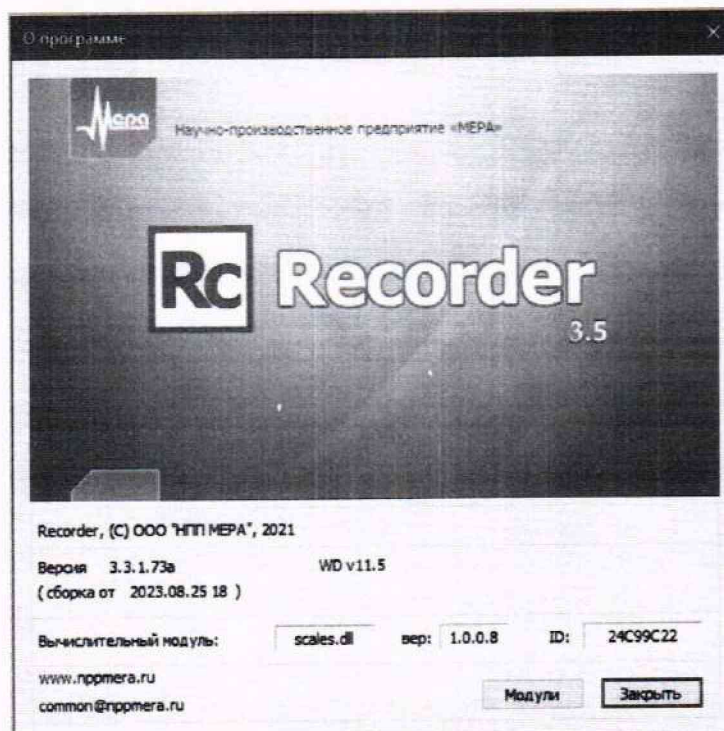 О программе
Мера
Научно-производственное предприятие «МЕРА»
Rc Recorder
3.5
Recorder, (C) ООО "НПП МЕРА", 2021
Версия 3.3.1.73a WD v11.5
( сборка от 2023.08.25 18 )
Вычислительный модуль: scales.dll вер: 1.0.0.8 ID: 24C99C22
www.nppmera.ru
common@nppmera.ru
Модули Закрыть